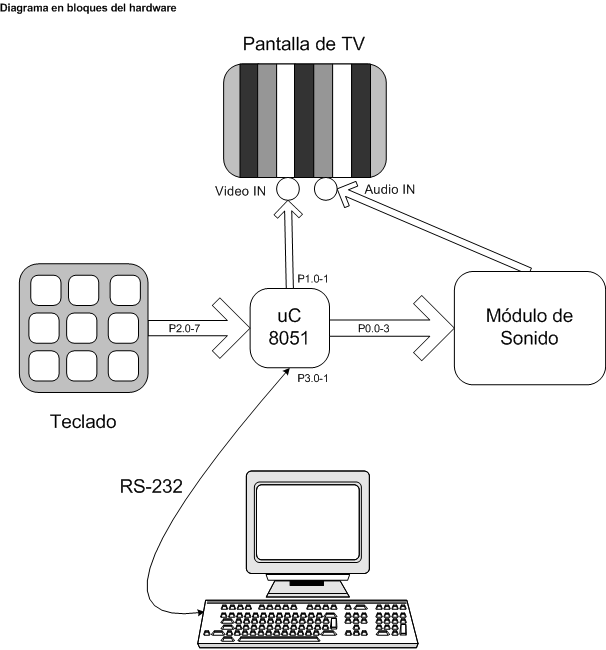 Diagrama en bloques del hardware
Pantalla de TV
Video IN
Audio IN
P1.0-1
P2.0-7
uC
8051
P0.0-3
Módulo de
Sonido
P3.0-1
Teclado
RS-232